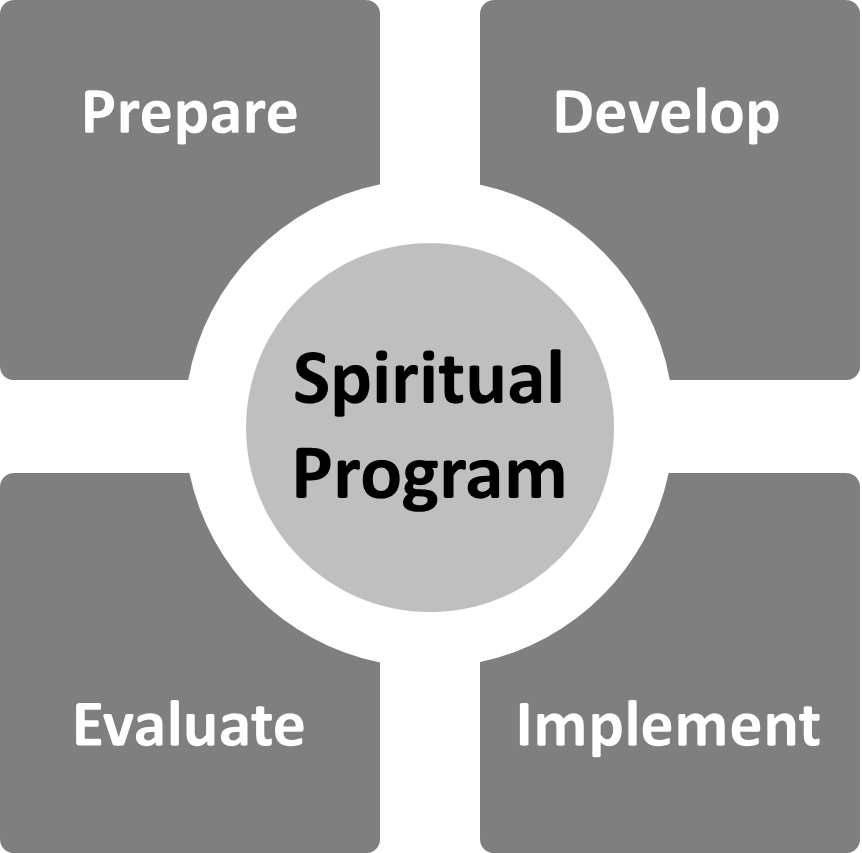 Prepare
Develop
Spiritual
Program
Evaluate
Implement